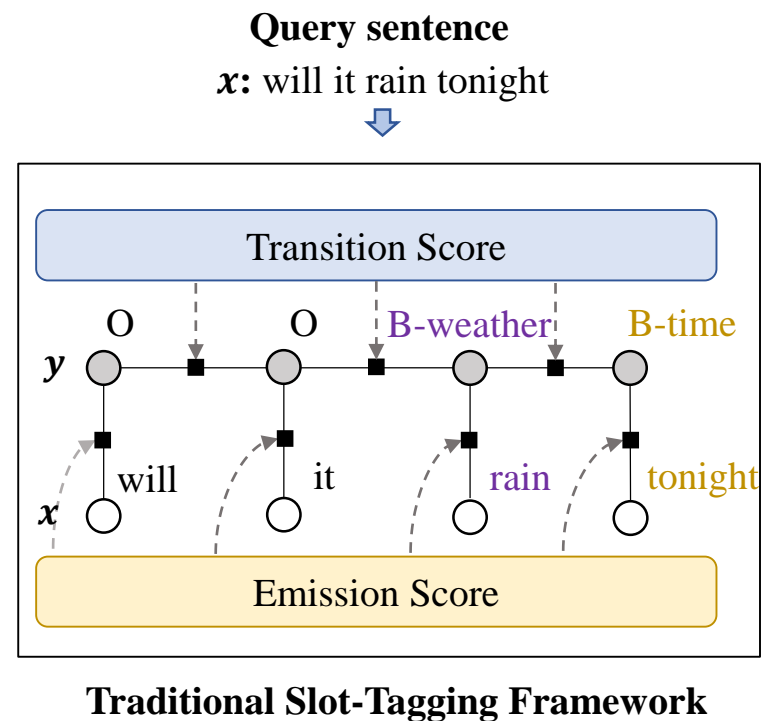 Query sentence
x: will it rain tonight
Transition Score
O O B-weather B-time
y
will it rain tonight
x
Emission Score
Traditional Slot-Tagging Framework